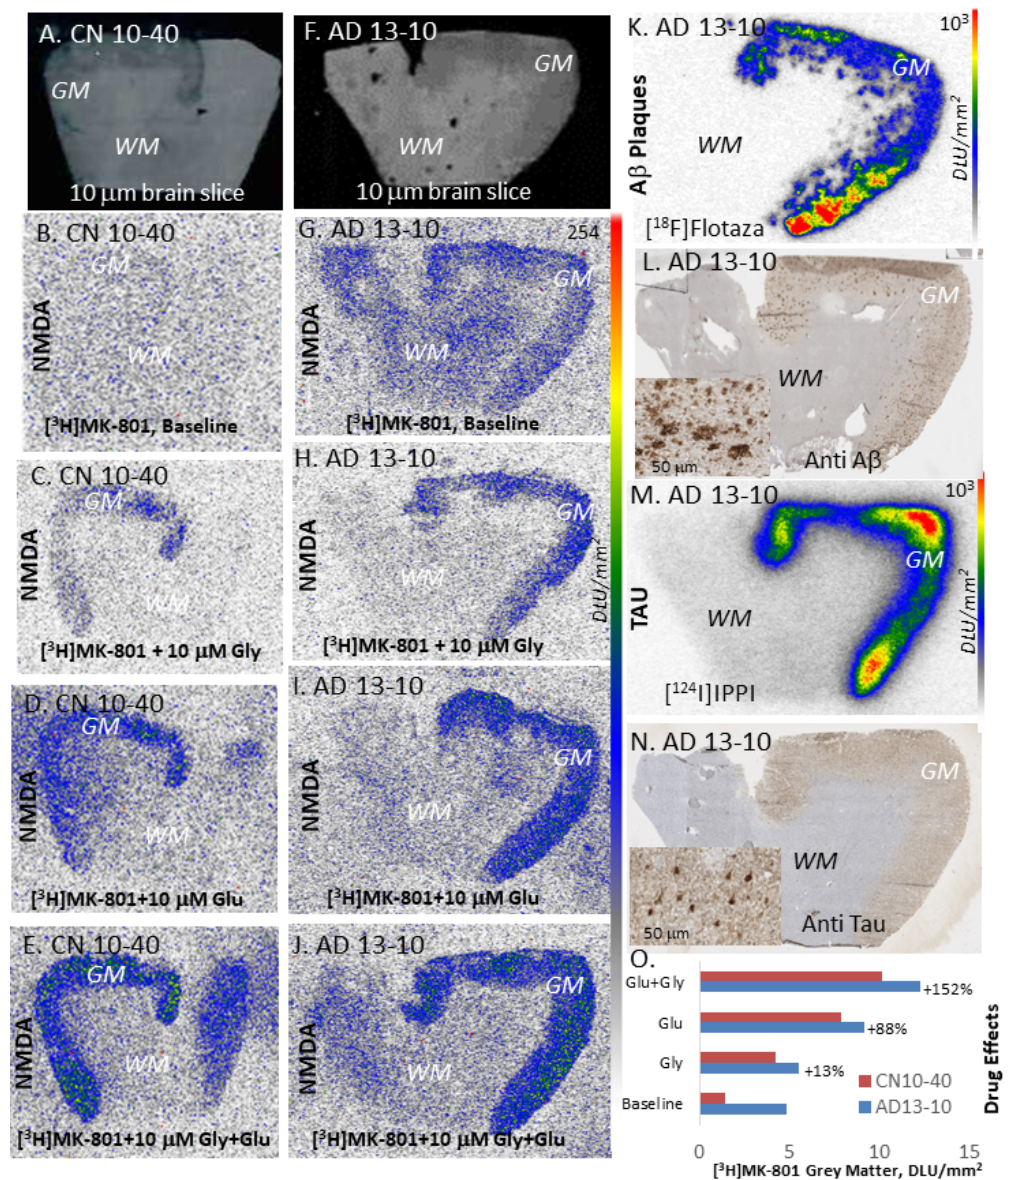 A. CN 10-40
GM
WM
10 µm brain slice
B. CN 10-40
GM
NMDA
WM
[³H]MK-801, Baseline
C. CN 10-40
GM
NMDA
WM
[³H]MK-801 + 10 µM Gly
D. CN 10-40
GM
NMDA
WM
[³H]MK-801+10 µM Glu
E. CN 10-40
GM
NMDA
WM
[³H]MK-801+10 µM Gly+Glu
F. AD 13-10
GM
WM
10 µm brain slice
G. AD 13-10
254
GM
NMDA
WM
[³H]MK-801, Baseline
H. AD 13-10
GM
NMDA
WM
[³H]MK-801 + 10 µM Gly
DLU/mm²
I. AD 13-10
GM
NMDA
WM
[³H]MK-801+10 µM Glu
J. AD 13-10
GM
NMDA
WM
[³H]MK-801+10 µM Gly+Glu
K. AD 13-10
10³
GM
Aβ Plaques
WM
DLU/mm²
[¹⁸F]Flotaza
L. AD 13-10
GM
WM
50 µm
Anti Aβ
M. AD 13-10
10³
GM
TAU
WM
DLU/mm²
[¹²⁴I]IPPI
N. AD 13-10
GM
WM
50 µm
Anti Tau
O.
Glu+Gly
+152%
Glu
+88%
Gly
+13%
Baseline
CN10-40
AD13-10
Drug Effects
0 5 10 15
[³H]MK-801 Grey Matter, DLU/mm²